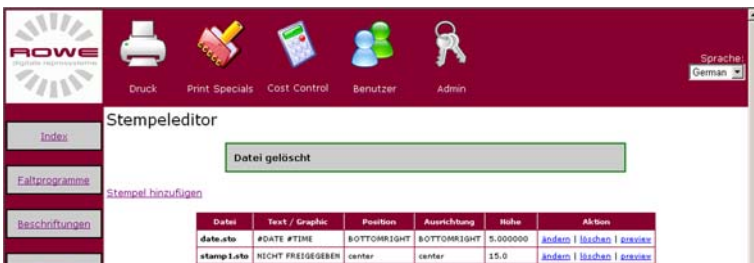 ROWE
digitale reprosysteme
Druck
Print Specials
Cost Control
Benutzer
Admin
Sprache:
German
Index
Faltprogramme
Beschriftungen
Stempeleditor
Datei gelöscht
Stempel hinzufügen
Datei Text / Graphic Position Ausrichtung Höhe Aktion
date.sto #DATE #TIME BOTTOMRIGHT BOTTOMRIGHT 5.000000 ändern | löschen | preview
stamp1.sto NICHT FREIGEGEBEN center center 15.0 ändern | löschen | preview